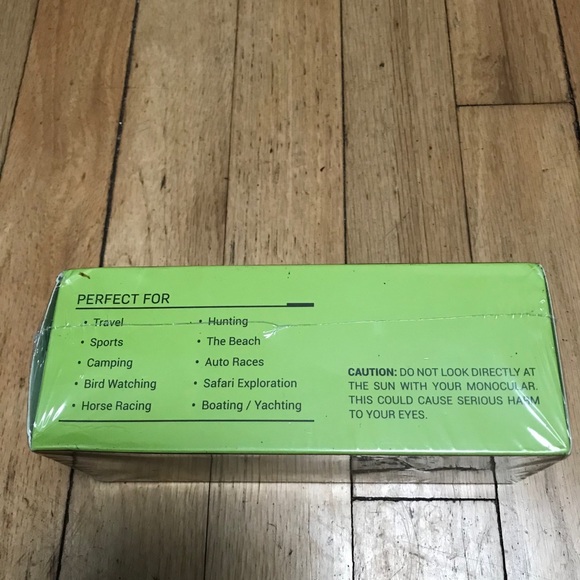 PERFECT FOR
• Travel
• Sports
• Camping
• Bird Watching
• Horse Racing
• Hunting
• The Beach
• Auto Races
• Safari Exploration
• Boating / Yachting
CAUTION: DO NOT LOOK DIRECTLY AT
THE SUN WITH YOUR MONOCULAR.
THIS COULD CAUSE SERIOUS HARM
TO YOUR EYES.